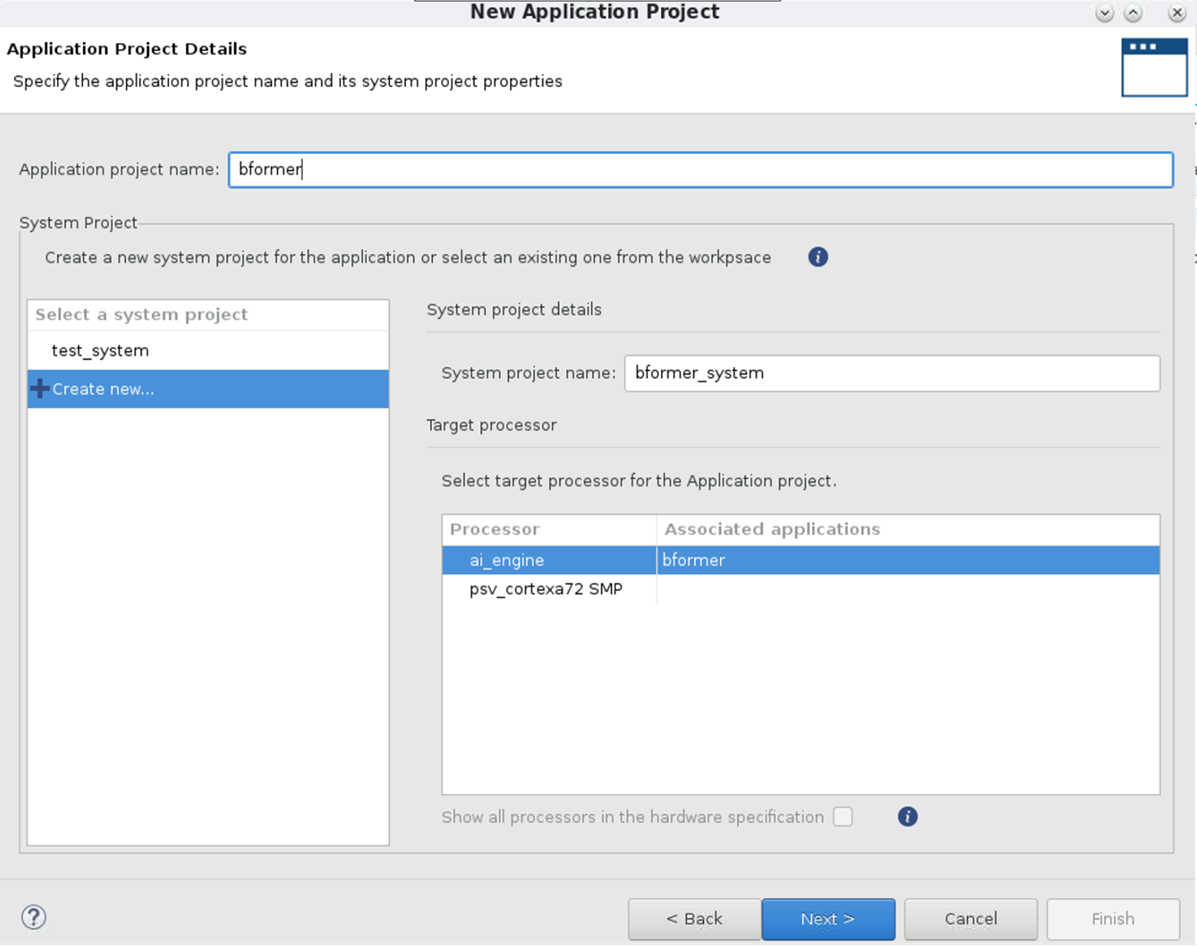 New Application Project
Application Project Details
Specify the application project name and its system project properties
Application project name: bformer
System Project
Create a new system project for the application or select an existing one from the workpsace
Select a system project
test_system
Create new...
System project details
System project name: bformer_system
Target processor
Select target processor for the Application project.
Processor Associated applications
ai_engine bformer
psv_cortexa72 SMP
Show all processors in the hardware specification
< Back Next > Cancel Finish